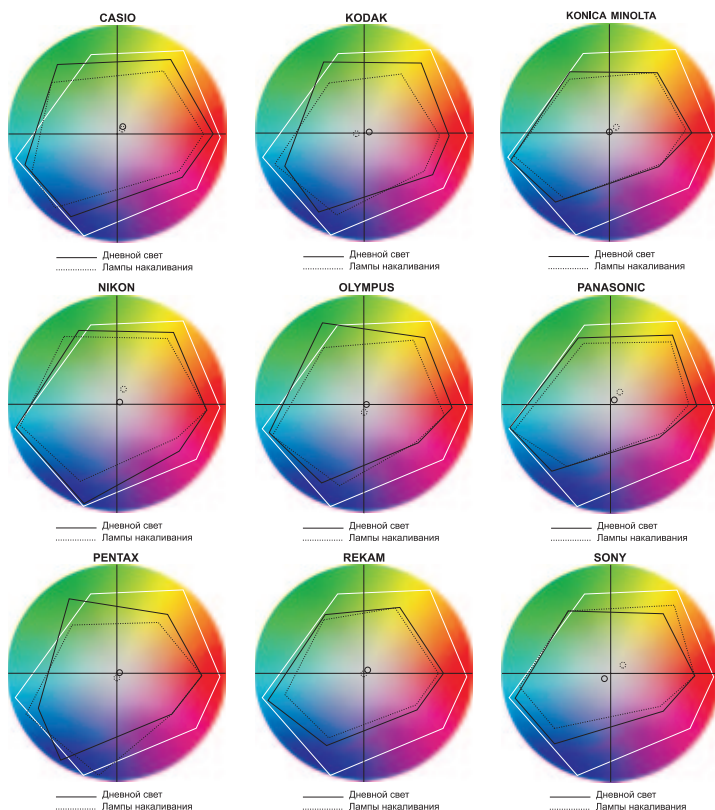 CASIO
Дневной свет
Лампы накаливания
KODAK
Дневной свет
Лампы накаливания
KONICA MINOLTA
Дневной свет
Лампы накаливания
NIKON
Дневной свет
Лампы накаливания
OLYMPUS
Дневной свет
Лампы накаливания
PANASONIC
Дневной свет
Лампы накаливания
PENTAX
Дневной свет
Лампы накаливания
REKAM
Дневной свет
Лампы накаливания
SONY
Дневной свет
Лампы накаливания